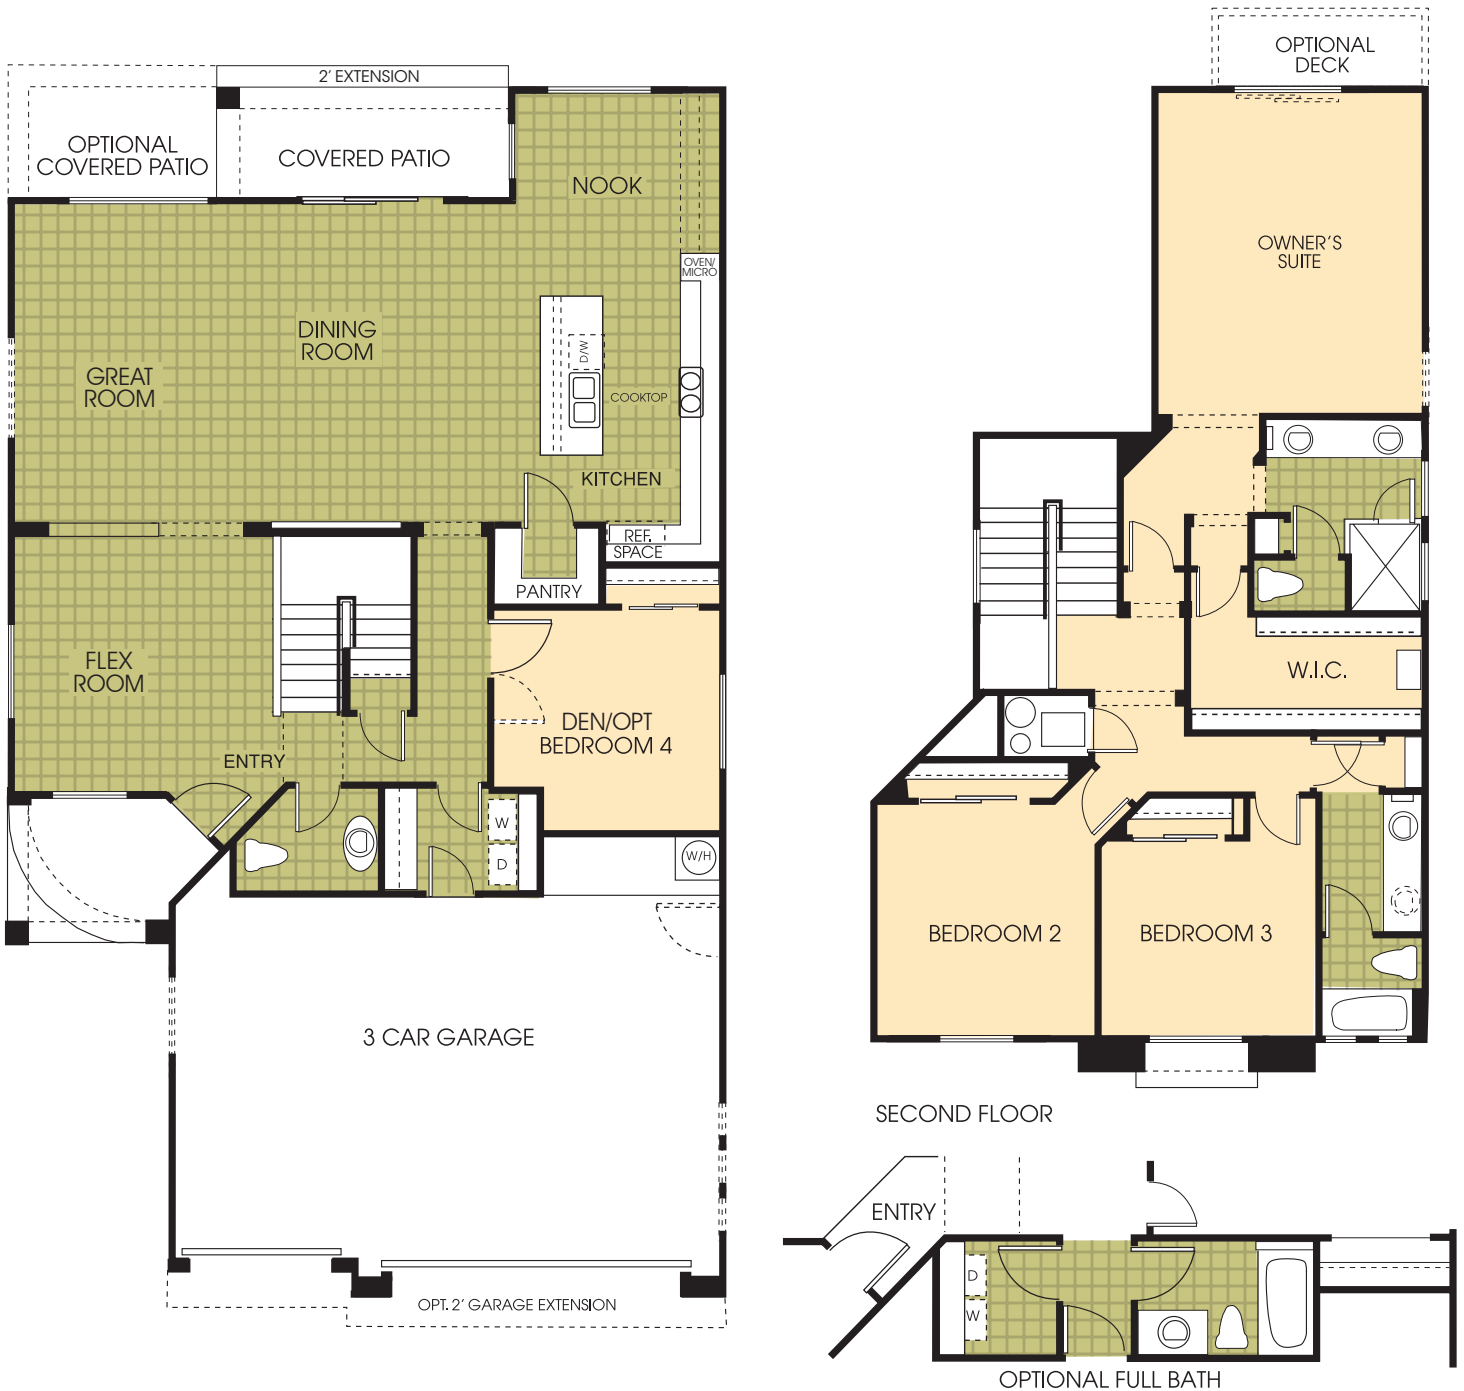 2' EXTENSION
OPTIONAL
COVERED PATIO
COVERED PATIO
NOOK
OVEN/
MICRO
DINING
ROOM
D/W
GREAT
ROOM
COOKTOP
KITCHEN
REF.
SPACE
PANTRY
FLEX
ROOM
DEN/OPT
BEDROOM 4
ENTRY
W
D
W/H
3 CAR GARAGE
OPT. 2' GARAGE EXTENSION
OPTIONAL
DECK
OWNER'S
SUITE
W.I.C.
BEDROOM 2
BEDROOM 3
SECOND FLOOR
ENTRY
D
W
OPTIONAL FULL BATH